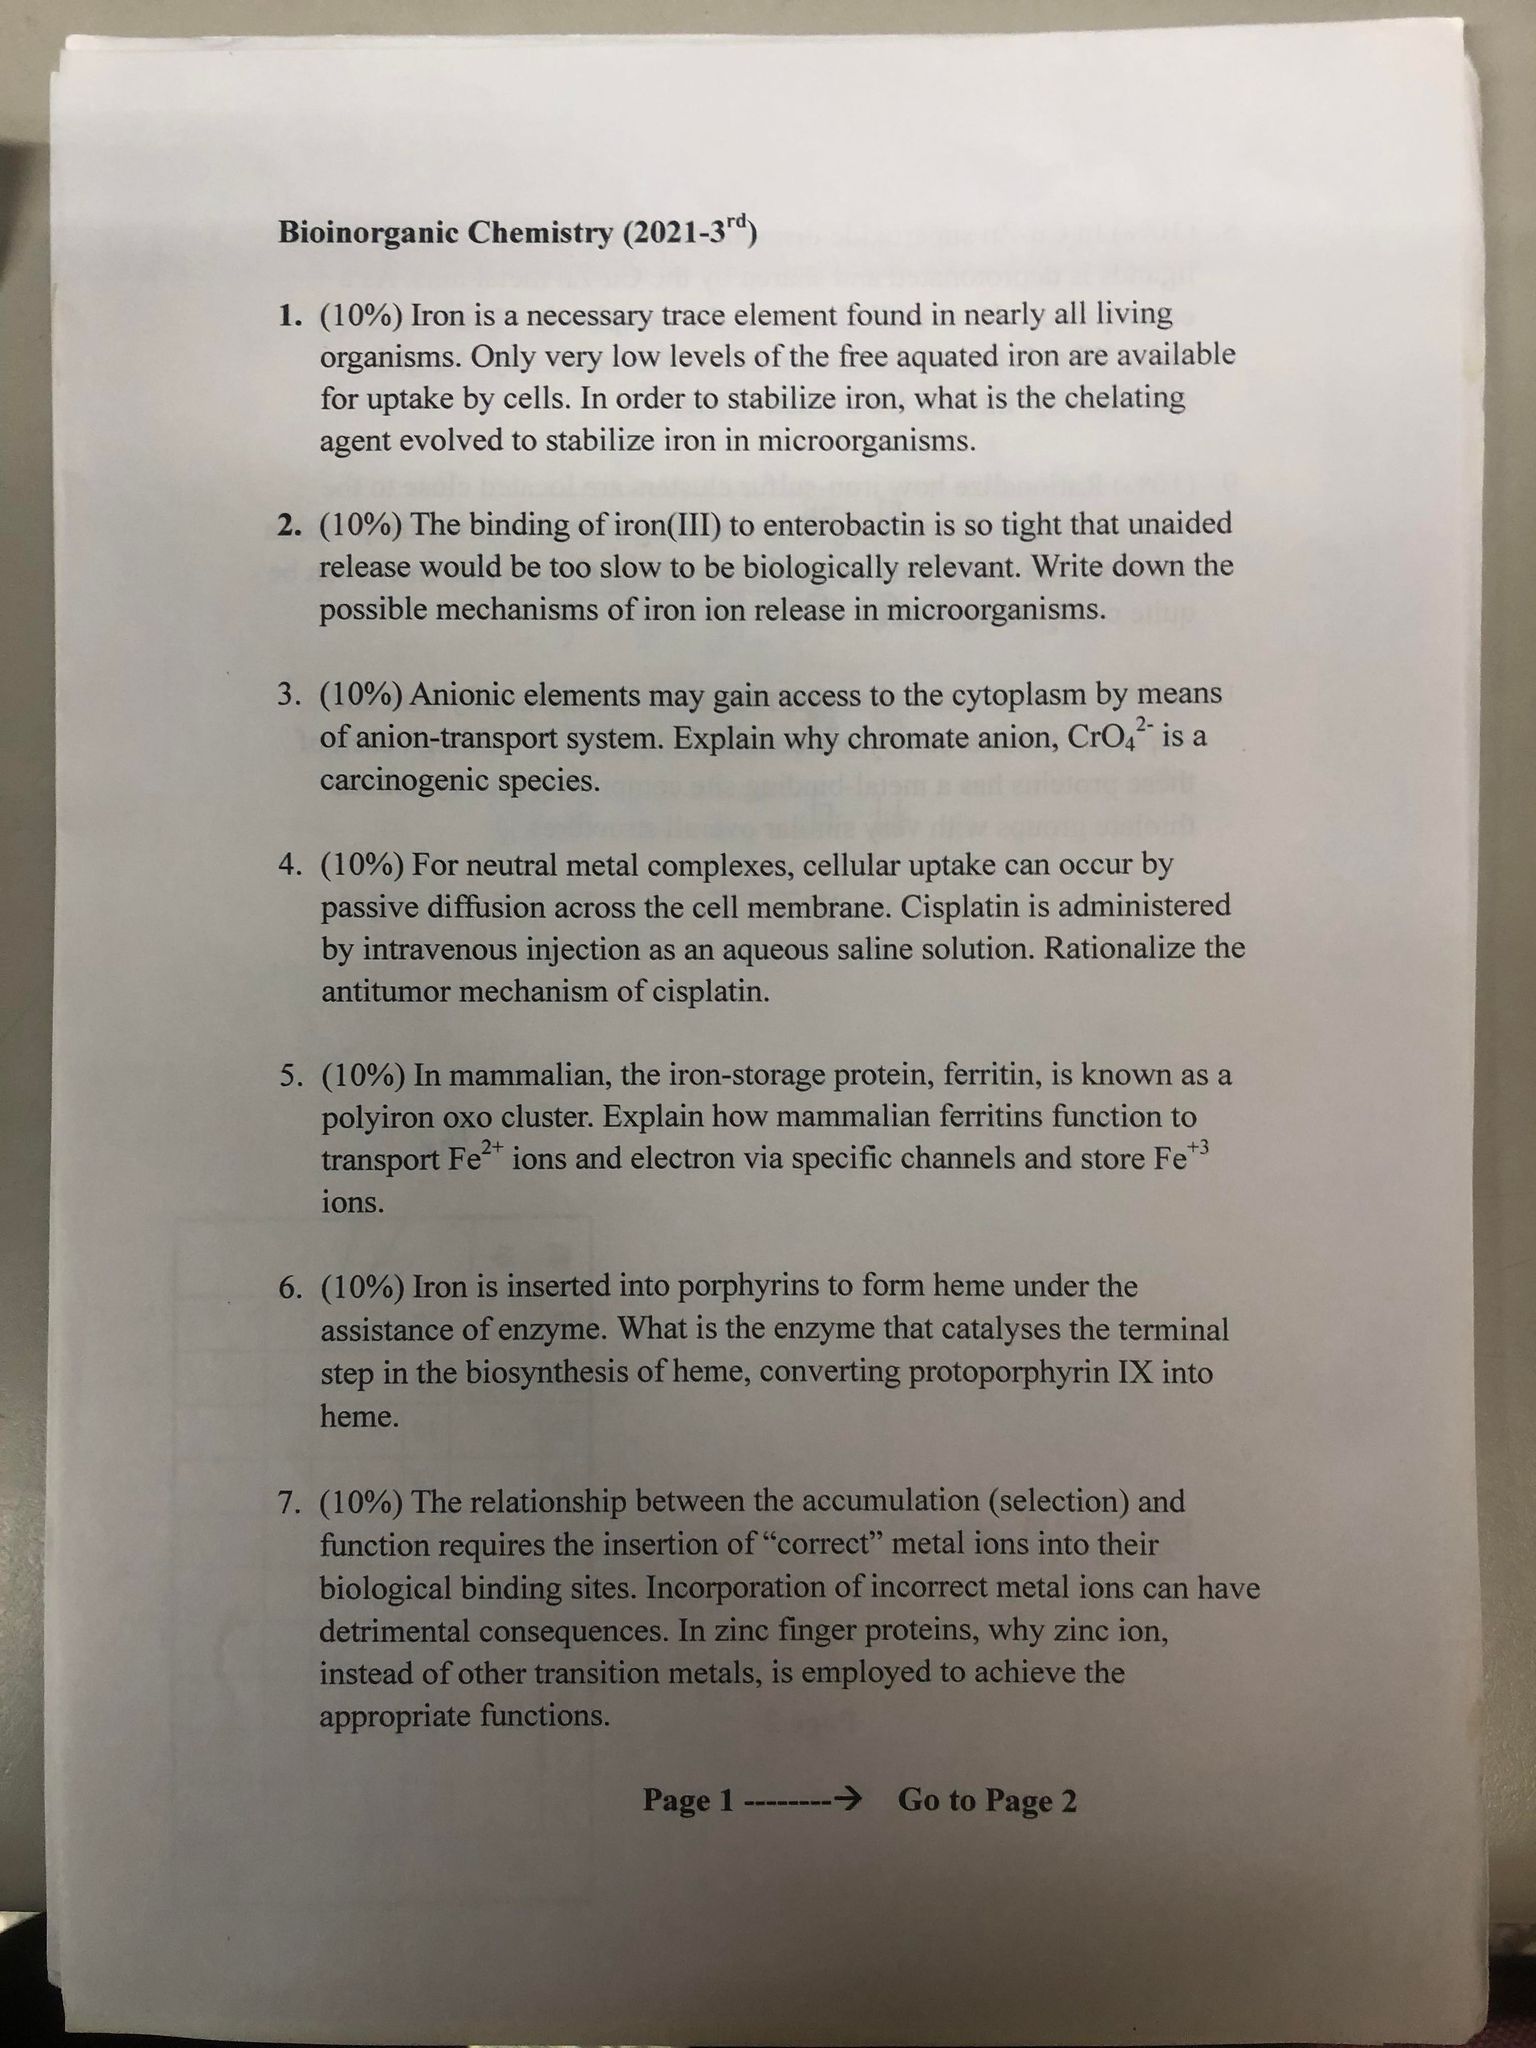 Bioinorganic Chemistry (2021-3rd)
1. (10%) Iron is a necessary trace element found in nearly all living
organisms. Only very low levels of the free aquated iron are available
for uptake by cells. In order to stabilize iron, what is the chelating
agent evolved to stabilize iron in microorganisms.
2. (10%) The binding of iron(III) to enterobactin is so tight that unaided
release would be too slow to be biologically relevant. Write down the
possible mechanisms of iron ion release in microorganisms.
3. (10%) Anionic elements may gain access to the cytoplasm by means
of anion-transport system. Explain why chromate anion, CrO4^2- is a
carcinogenic species.
4. (10%) For neutral metal complexes, cellular uptake can occur by
passive diffusion across the cell membrane. Cisplatin is administered
by intravenous injection as an aqueous saline solution. Rationalize the
antitumor mechanism of cisplatin.
5. (10%) In mammalian, the iron-storage protein, ferritin, is known as a
polyiron oxo cluster. Explain how mammalian ferritins function to
transport Fe^2+ ions and electron via specific channels and store Fe^+3
ions.
6. (10%) Iron is inserted into porphyrins to form heme under the
assistance of enzyme. What is the enzyme that catalyses the terminal
step in the biosynthesis of heme, converting protoporphyrin IX into
heme.
7. (10%) The relationship between the accumulation (selection) and
function requires the insertion of “correct” metal ions into their
biological binding sites. Incorporation of incorrect metal ions can have
detrimental consequences. In zinc finger proteins, why zinc ion,
instead of other transition metals, is employed to achieve the
appropriate functions.
Page 1 --------→ Go to Page 2